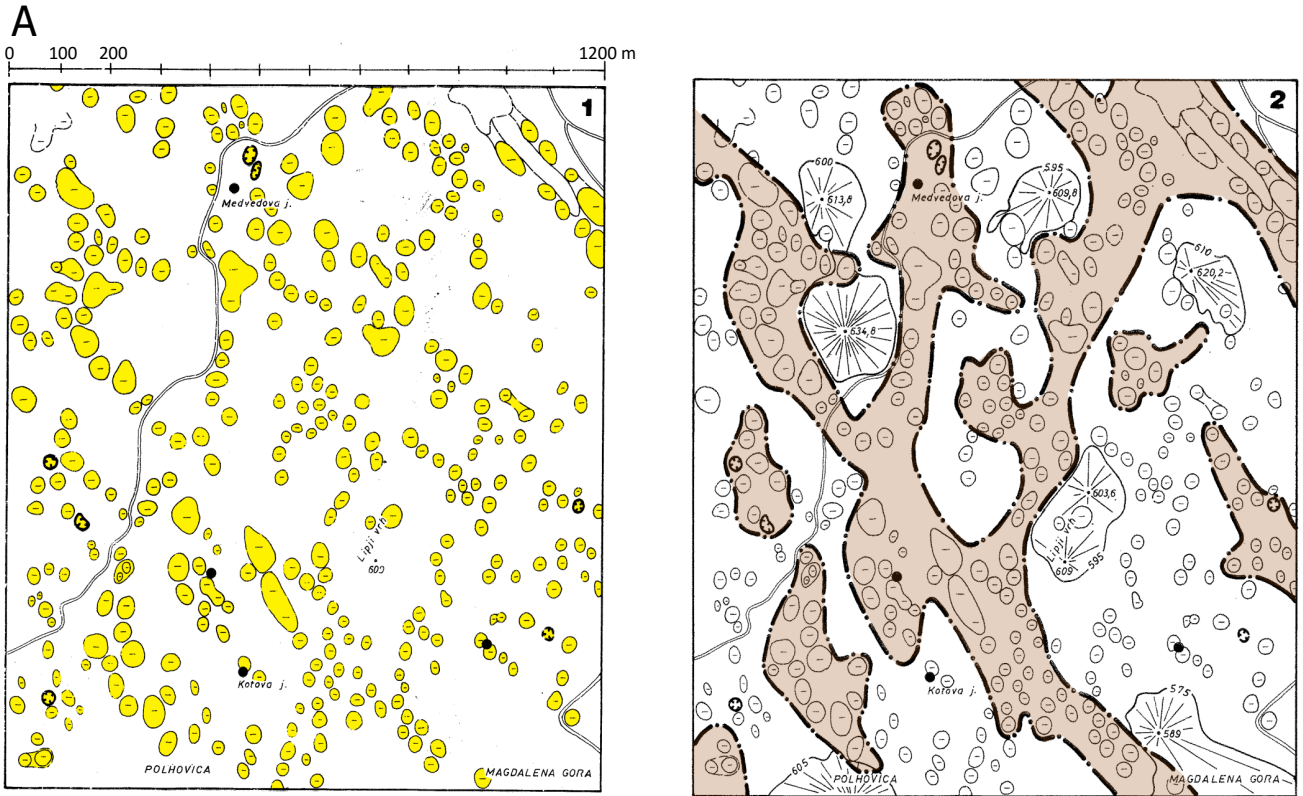 A
0 100 200 1200 m
1
Medvedova j.
Lipji vrh
600
Kotova j.
POLHOVICA
MAGDALENA GORA
2
600
613,8
Medvedova j.
595
609,8
610
620,2
634,8
603,6
Lipji vrh
609
595
Kotova j.
575
589
605
POLHOVICA
MAGDALENA GORA